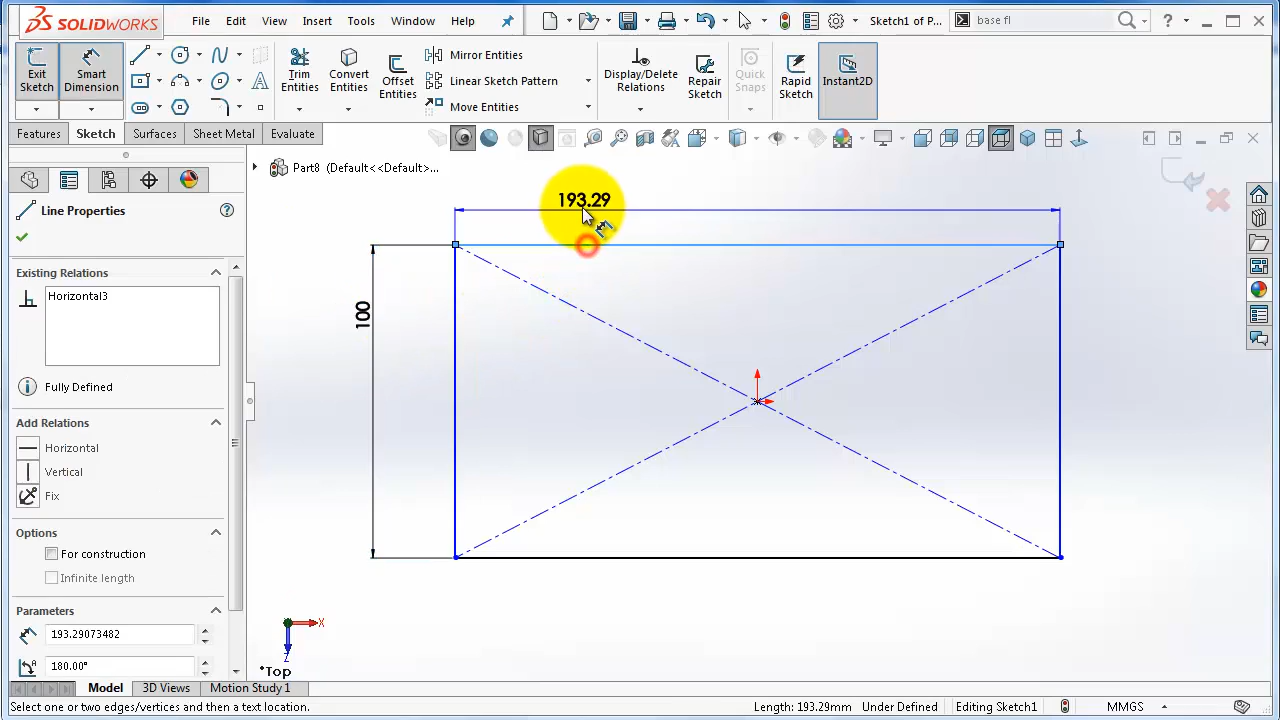 SOLIDWORKS
File Edit View Insert Tools Window Help
Sketch1 of P...
base fl
Exit Sketch
Smart Dimension
Trim Entities
Convert Entities
Offset Entities
Mirror Entities
Linear Sketch Pattern
Move Entities
Display/Delete Relations
Repair Sketch
Quick Snaps
Rapid Sketch
Instant2D
Features Sketch Surfaces Sheet Metal Evaluate
Part8 (Default<<Default>...
Line Properties
Existing Relations
Horizontal3
Fully Defined
Add Relations
Horizontal
Vertical
Fix
Options
For construction
Infinite length
Parameters
193.29073482
180.00°
193.29
100
X
Z
*Top
Model 3D Views Motion Study 1
Select one or two edges/vertices and then a text location. Length: 193.29mm Under Defined Editing Sketch1 MMGS